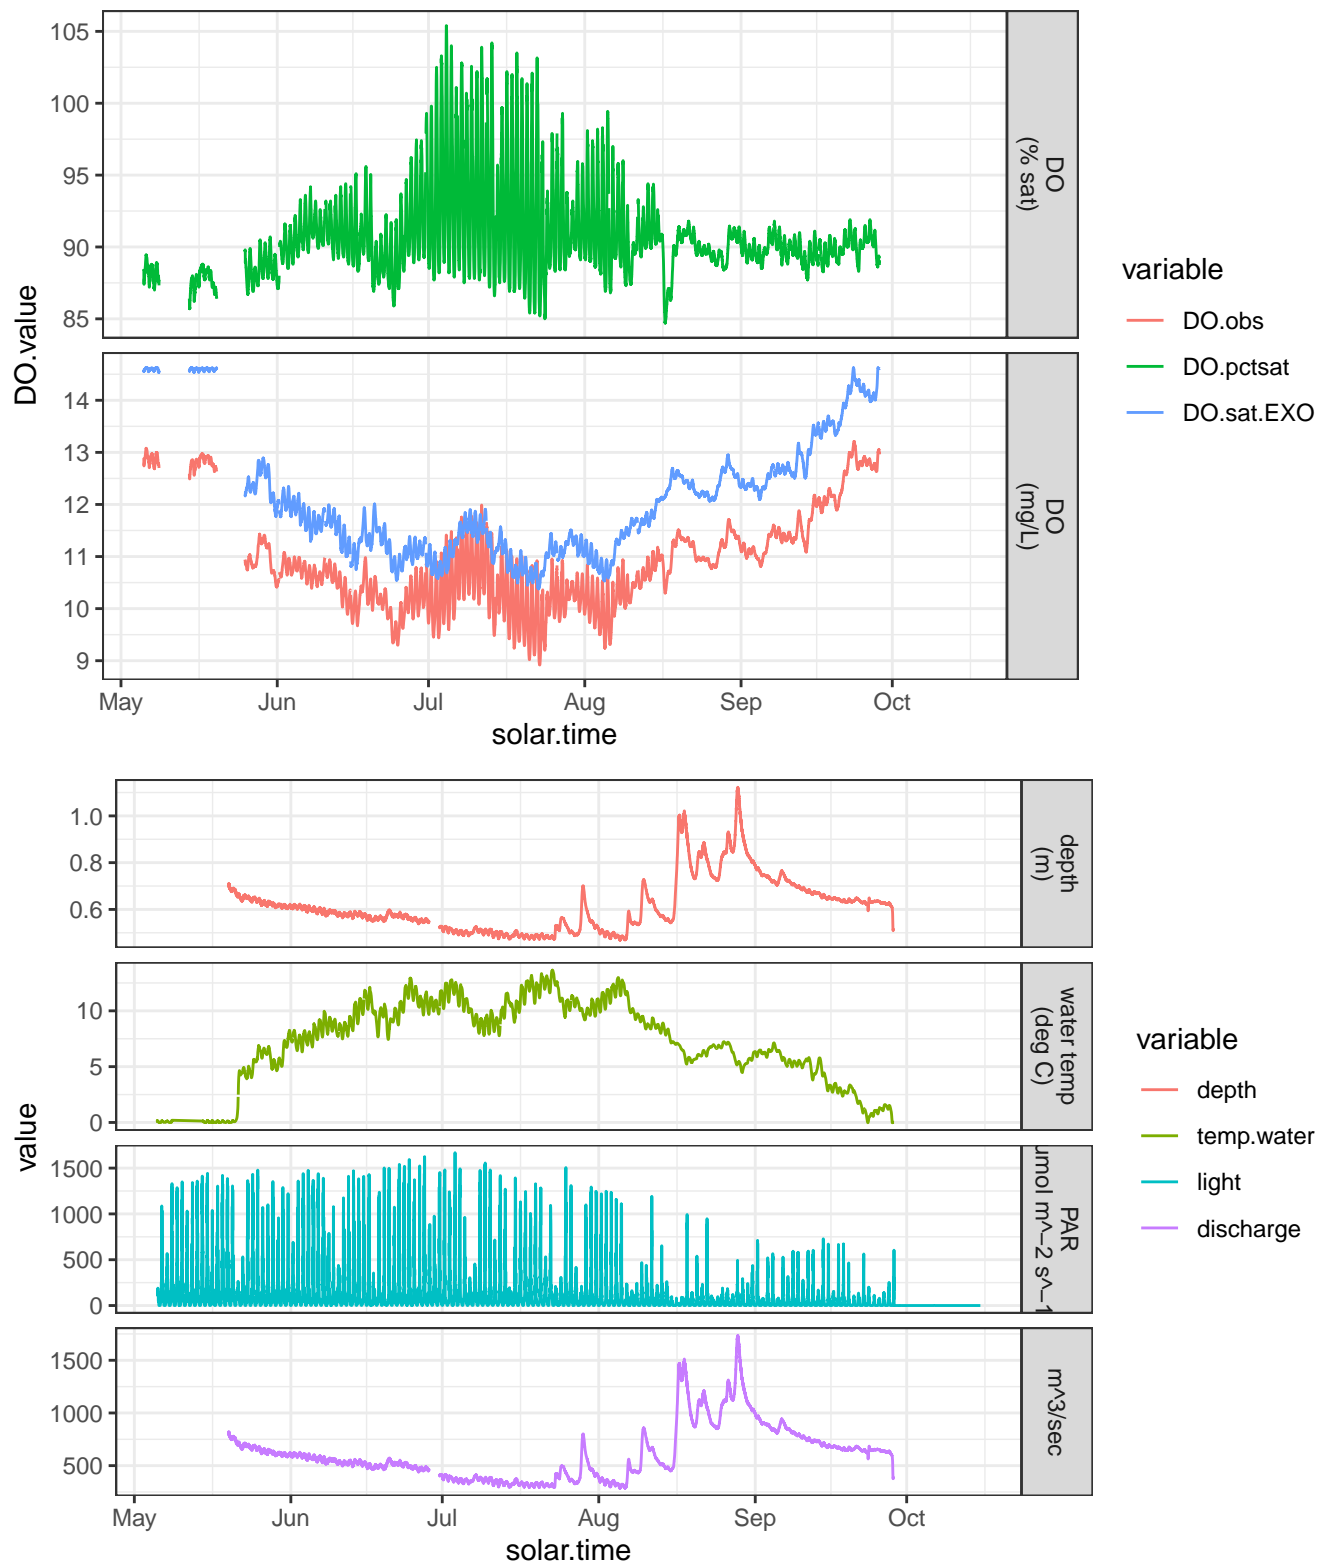 105
100
95
90
85
DO
(% sat)
14
13
12
11
10
9
DO
(mg/L)
DO.value
May
Jun
Jul
Aug
Sep
Oct
solar.time
variable
DO.obs
DO.pctsat
DO.sat.EXO
1.0
0.8
0.6
depth
(m)
10
5
0
water temp
(deg C)
1500
1000
500
0
PAR
umol m^−2 s^−1
1500
1000
500
m^3/sec
value
May
Jun
Jul
Aug
Sep
Oct
solar.time
variable
depth
temp.water
light
discharge